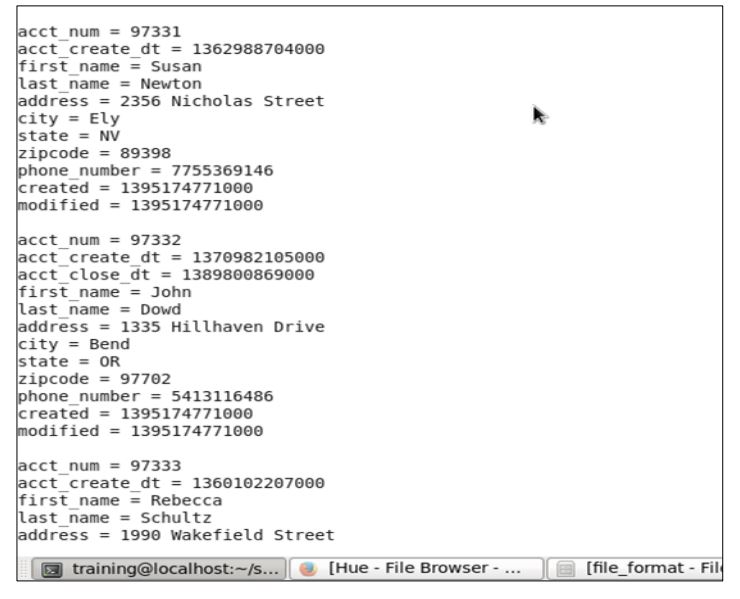 acct_num = 97331
acct_create_dt = 1362988704000
first_name = Susan
last_name = Newton
address = 2356 Nicholas Street
city = Ely
state = NV
zipcode = 89398
phone_number = 7755369146
created = 1395174771000
modified = 1395174771000
acct_num = 97332
acct_create_dt = 1370982105000
acct_close_dt = 1389800869000
first_name = John
last_name = Dowd
address = 1335 Hillhaven Drive
city = Bend
state = OR
zipcode = 97702
phone_number = 5413116486
created = 1395174771000
modified = 1395174771000
acct_num = 97333
acct_create_dt = 1360102207000
first_name = Rebecca
last_name = Schultz
address = 1990 Wakefield Street
training@localhost:~/s... [Hue - File Browser - ... [file_format - File